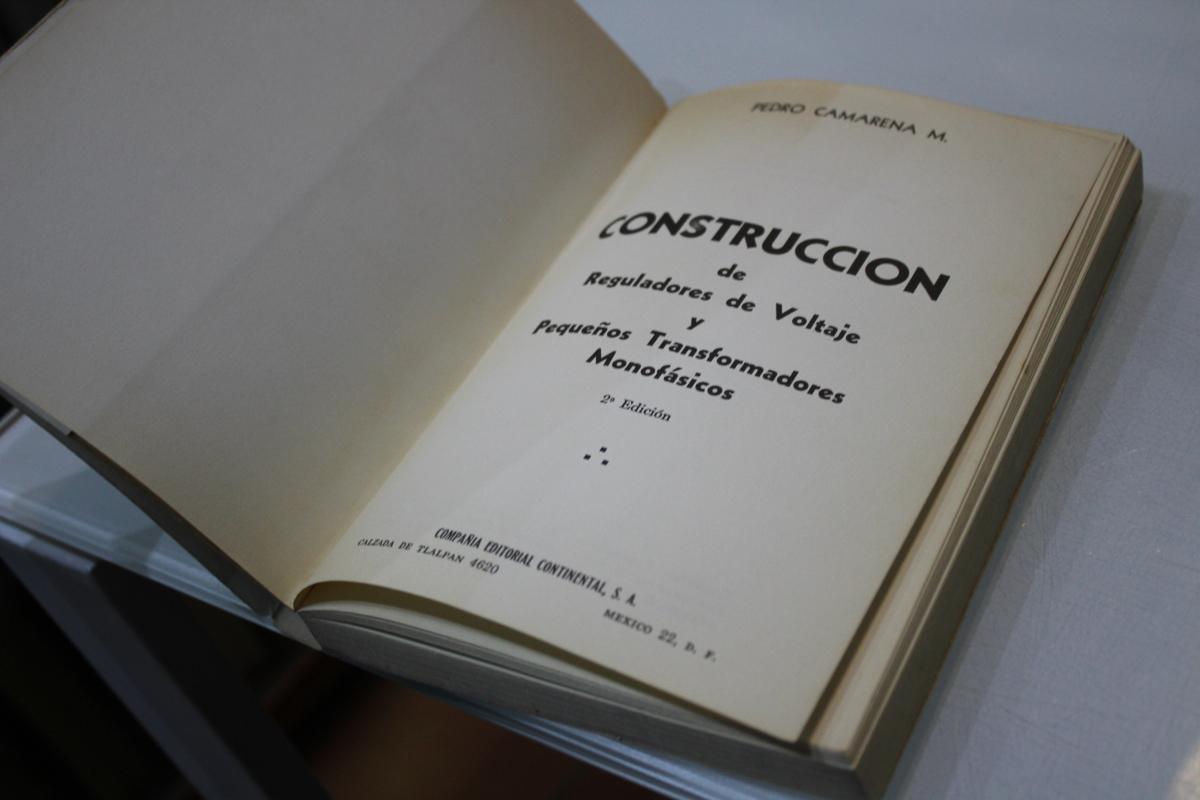 PEDRO CAMARENA M.
CONSTRUCCION
de
Reguladores de Voltaje
y
Pequeños Transformadores
Monofásicos
2ª Edición
COMPAÑIA EDITORIAL CONTINENTAL, S. A.
CALZADA DE TLALPAN 4620
MEXICO 22, D. F.